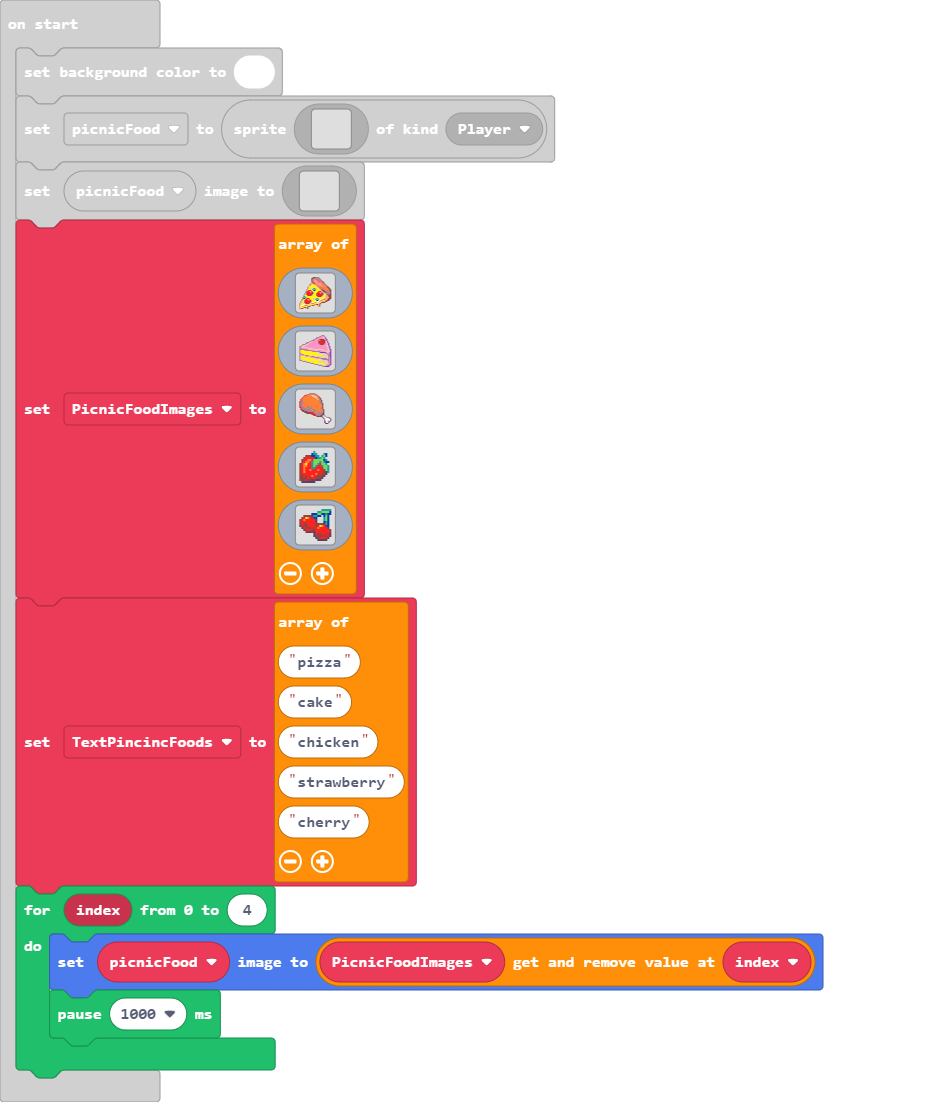 on start
set background color to
set picnicFood to sprite of kind Player
set picnicFood image to
array of
set PicnicFoodImages to
array of
"pizza"
"cake"
set TextPincincFoods to "chicken"
"strawberry"
"cherry"
for index from 0 to 4
do
set picnicFood image to PicnicFoodImages get and remove value at index
pause 1000 ms